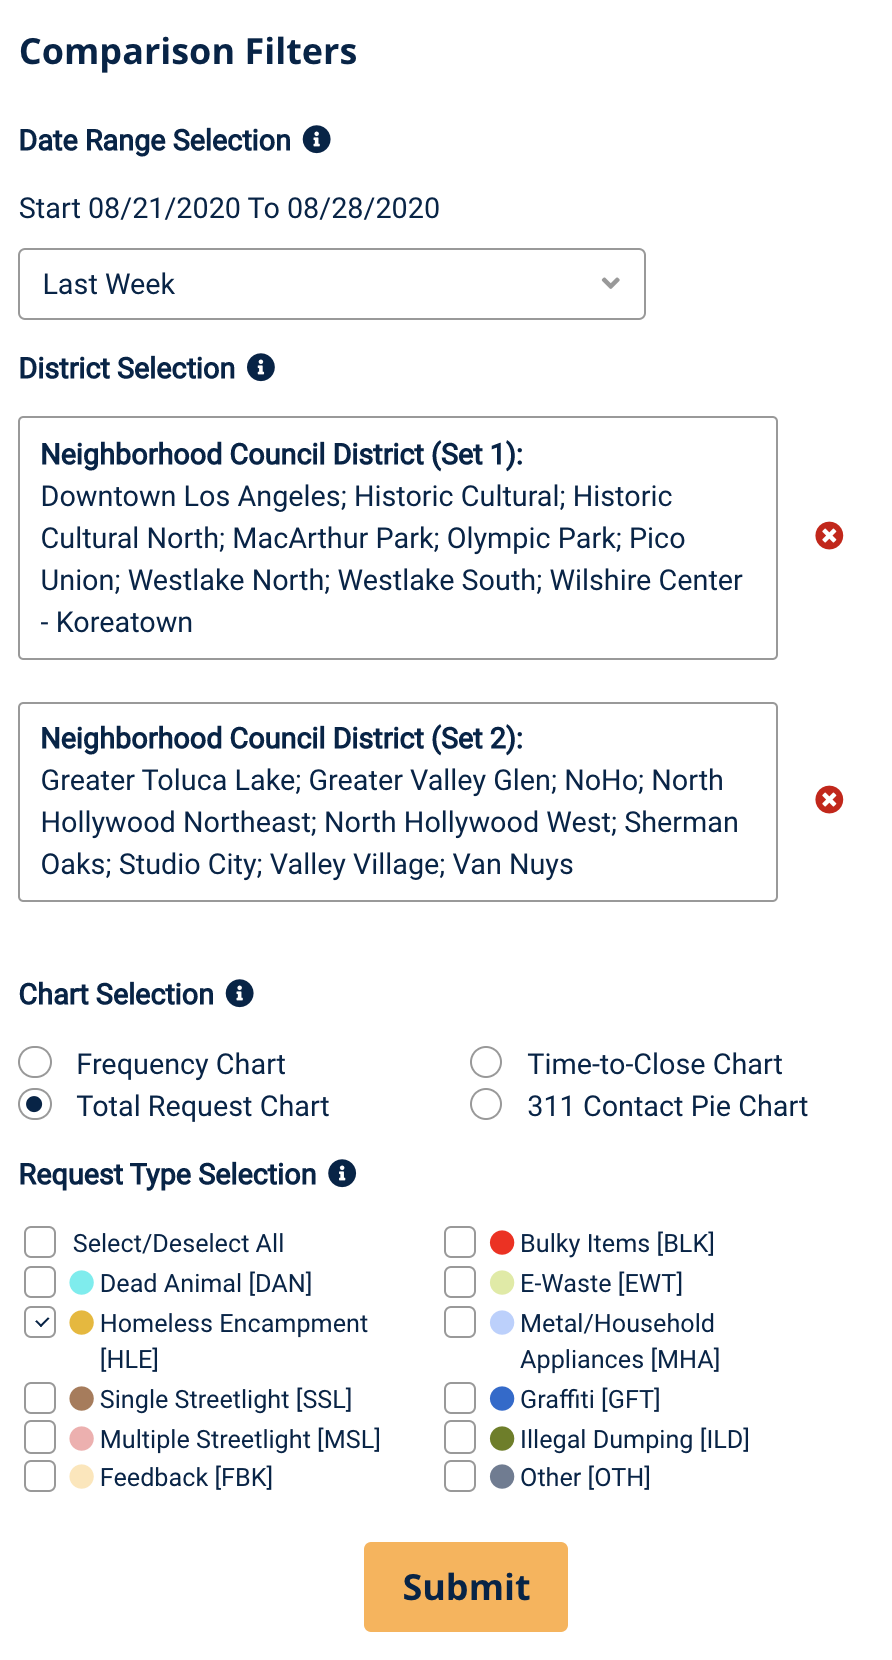 Comparison Filters
Date Range Selection
Start 08/21/2020 To 08/28/2020
Last Week
District Selection
Neighborhood Council District (Set 1):
Downtown Los Angeles; Historic Cultural; Historic
Cultural North; MacArthur Park; Olympic Park; Pico
Union; Westlake North; Westlake South; Wilshire Center
- Koreatown
Neighborhood Council District (Set 2):
Greater Toluca Lake; Greater Valley Glen; NoHo; North
Hollywood Northeast; North Hollywood West; Sherman
Oaks; Studio City; Valley Village; Van Nuys
Chart Selection
Frequency Chart
Time-to-Close Chart
Total Request Chart
311 Contact Pie Chart
Request Type Selection
Select/Deselect All
Bulky Items [BLK]
Dead Animal [DAN]
E-Waste [EWT]
Homeless Encampment
[HLE]
Metal/Household
Appliances [MHA]
Single Streetlight [SSL]
Graffiti [GFT]
Multiple Streetlight [MSL]
Illegal Dumping [ILD]
Feedback [FBK]
Other [OTH]
Submit